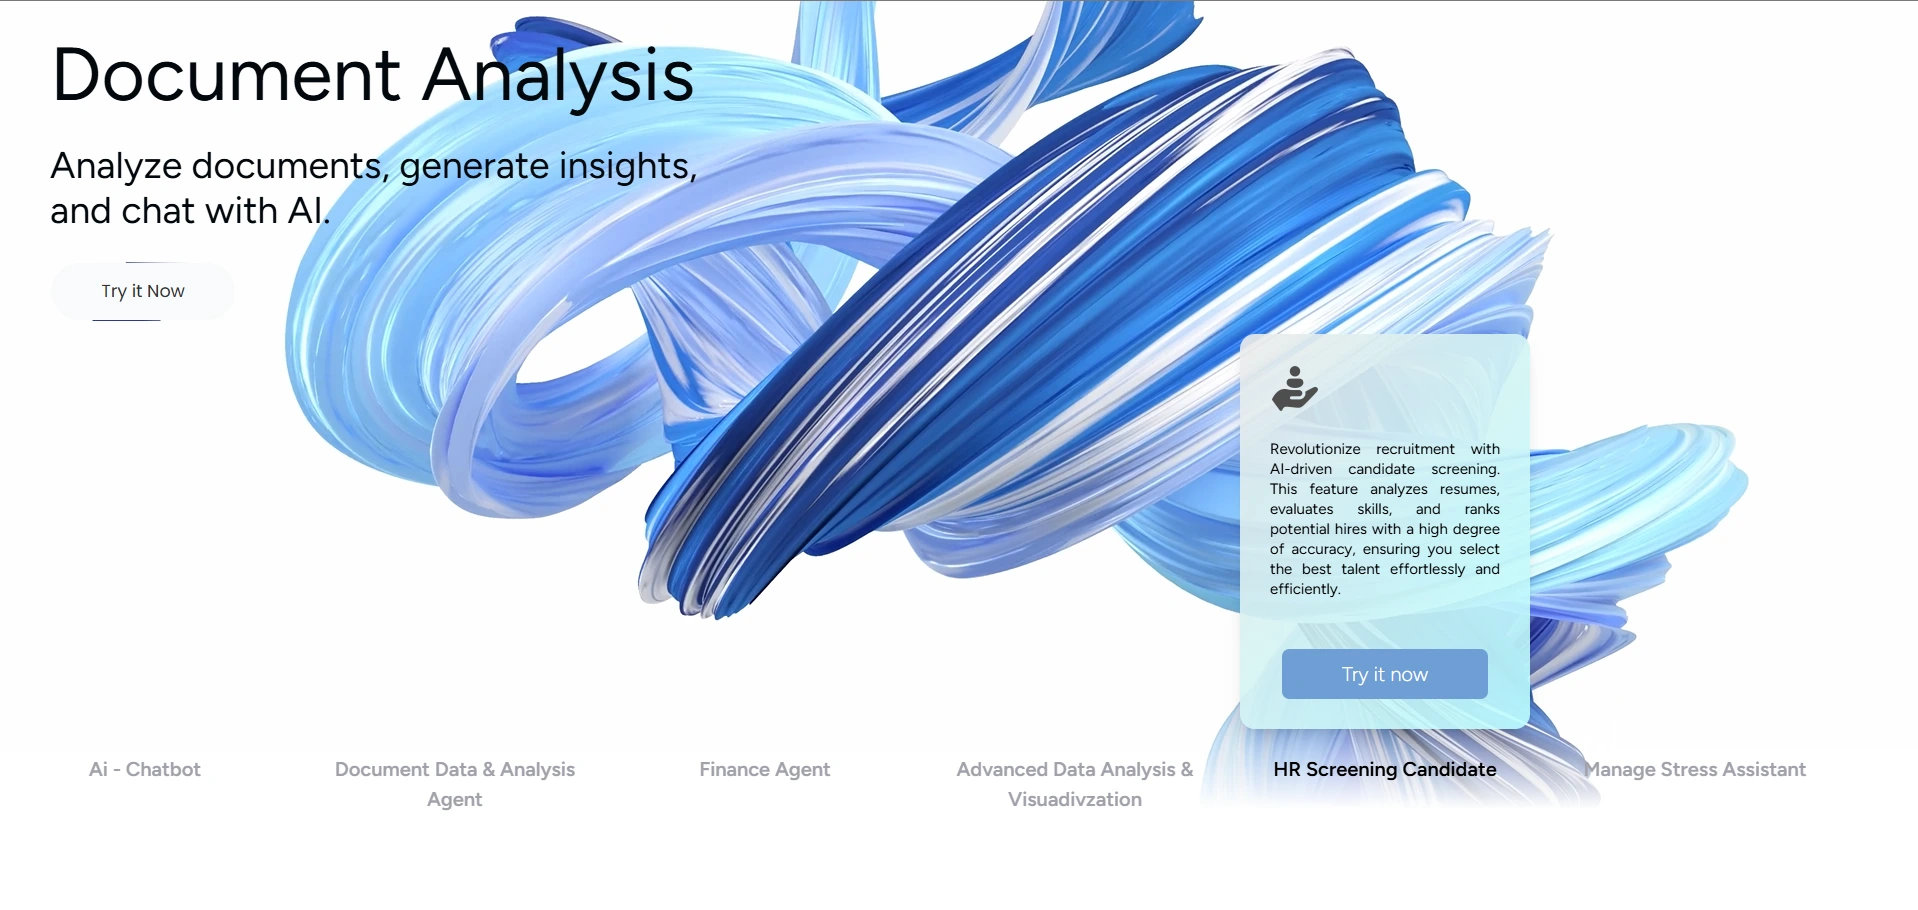 Document Analysis
Analyze documents, generate insights,
and chat with AI.
Try it Now
Revolutionize recruitment with
AI-driven candidate screening.
This feature analyzes resumes,
evaluates skills, and ranks
potential hires with a high degree
of accuracy, ensuring you select
the best talent effortlessly and
efficiently.
Try it now
Ai - Chatbot
Document Data & Analysis
Agent
Finance Agent
Advanced Data Analysis &
Visuadivzation
HR Screening Candidate
Manage Stress Assistant